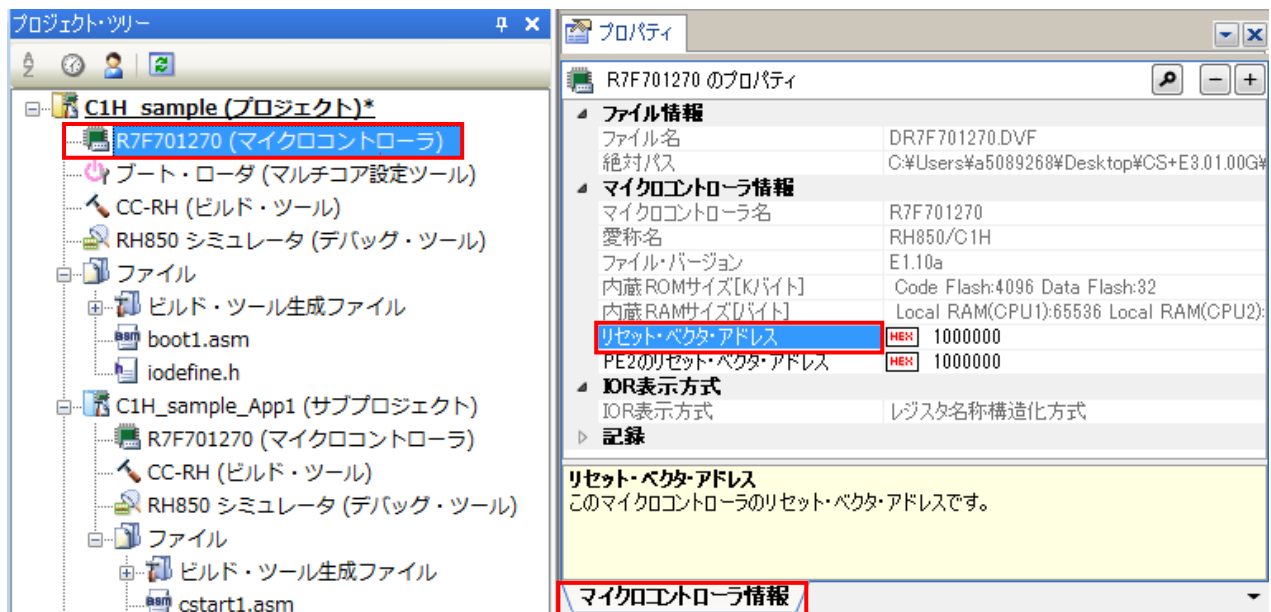 プロジェクト・ツリー
C1H_sample (プロジェクト)*
R7F701270 (マイクロコントローラ)
ブート・ローダ (マルチコア設定ツール)
CC-RH (ビルド・ツール)
RH850 シミュレータ (デバッグ・ツール)
ファイル
ビルド・ツール生成ファイル
boot1.asm
iodefine.h
C1H_sample_App1 (サブプロジェクト)
R7F701270 (マイクロコントローラ)
CC-RH (ビルド・ツール)
RH850 シミュレータ (デバッグ・ツール)
ファイル
ビルド・ツール生成ファイル
cstart1.asm
プロパティ
R7F701270 のプロパティ
ファイル情報
ファイル名 DR7F701270.DVF
絶対パス C:¥Users¥a5089268¥Desktop¥CS+E3.01.00G¥
マイクロコントローラ情報
マイクロコントローラ名 R7F701270
愛称名 RH850/C1H
ファイル・バージョン E1.10a
内蔵ROMサイズ[Kバイト] Code Flash:4096 Data Flash:32
内蔵RAMサイズ[バイト] Local RAM(CPU1):65536 Local RAM(CPU2):
リセット・ベクタ・アドレス HEX 1000000
PE2のリセット・ベクタ・アドレス HEX 1000000
IOR表示方式
IOR表示方式 レジスタ名称構造化方式
記録
リセット・ベクタ・アドレス
このマイクロコントローラのリセット・ベクタ・アドレスです。
マイクロコントローラ情報